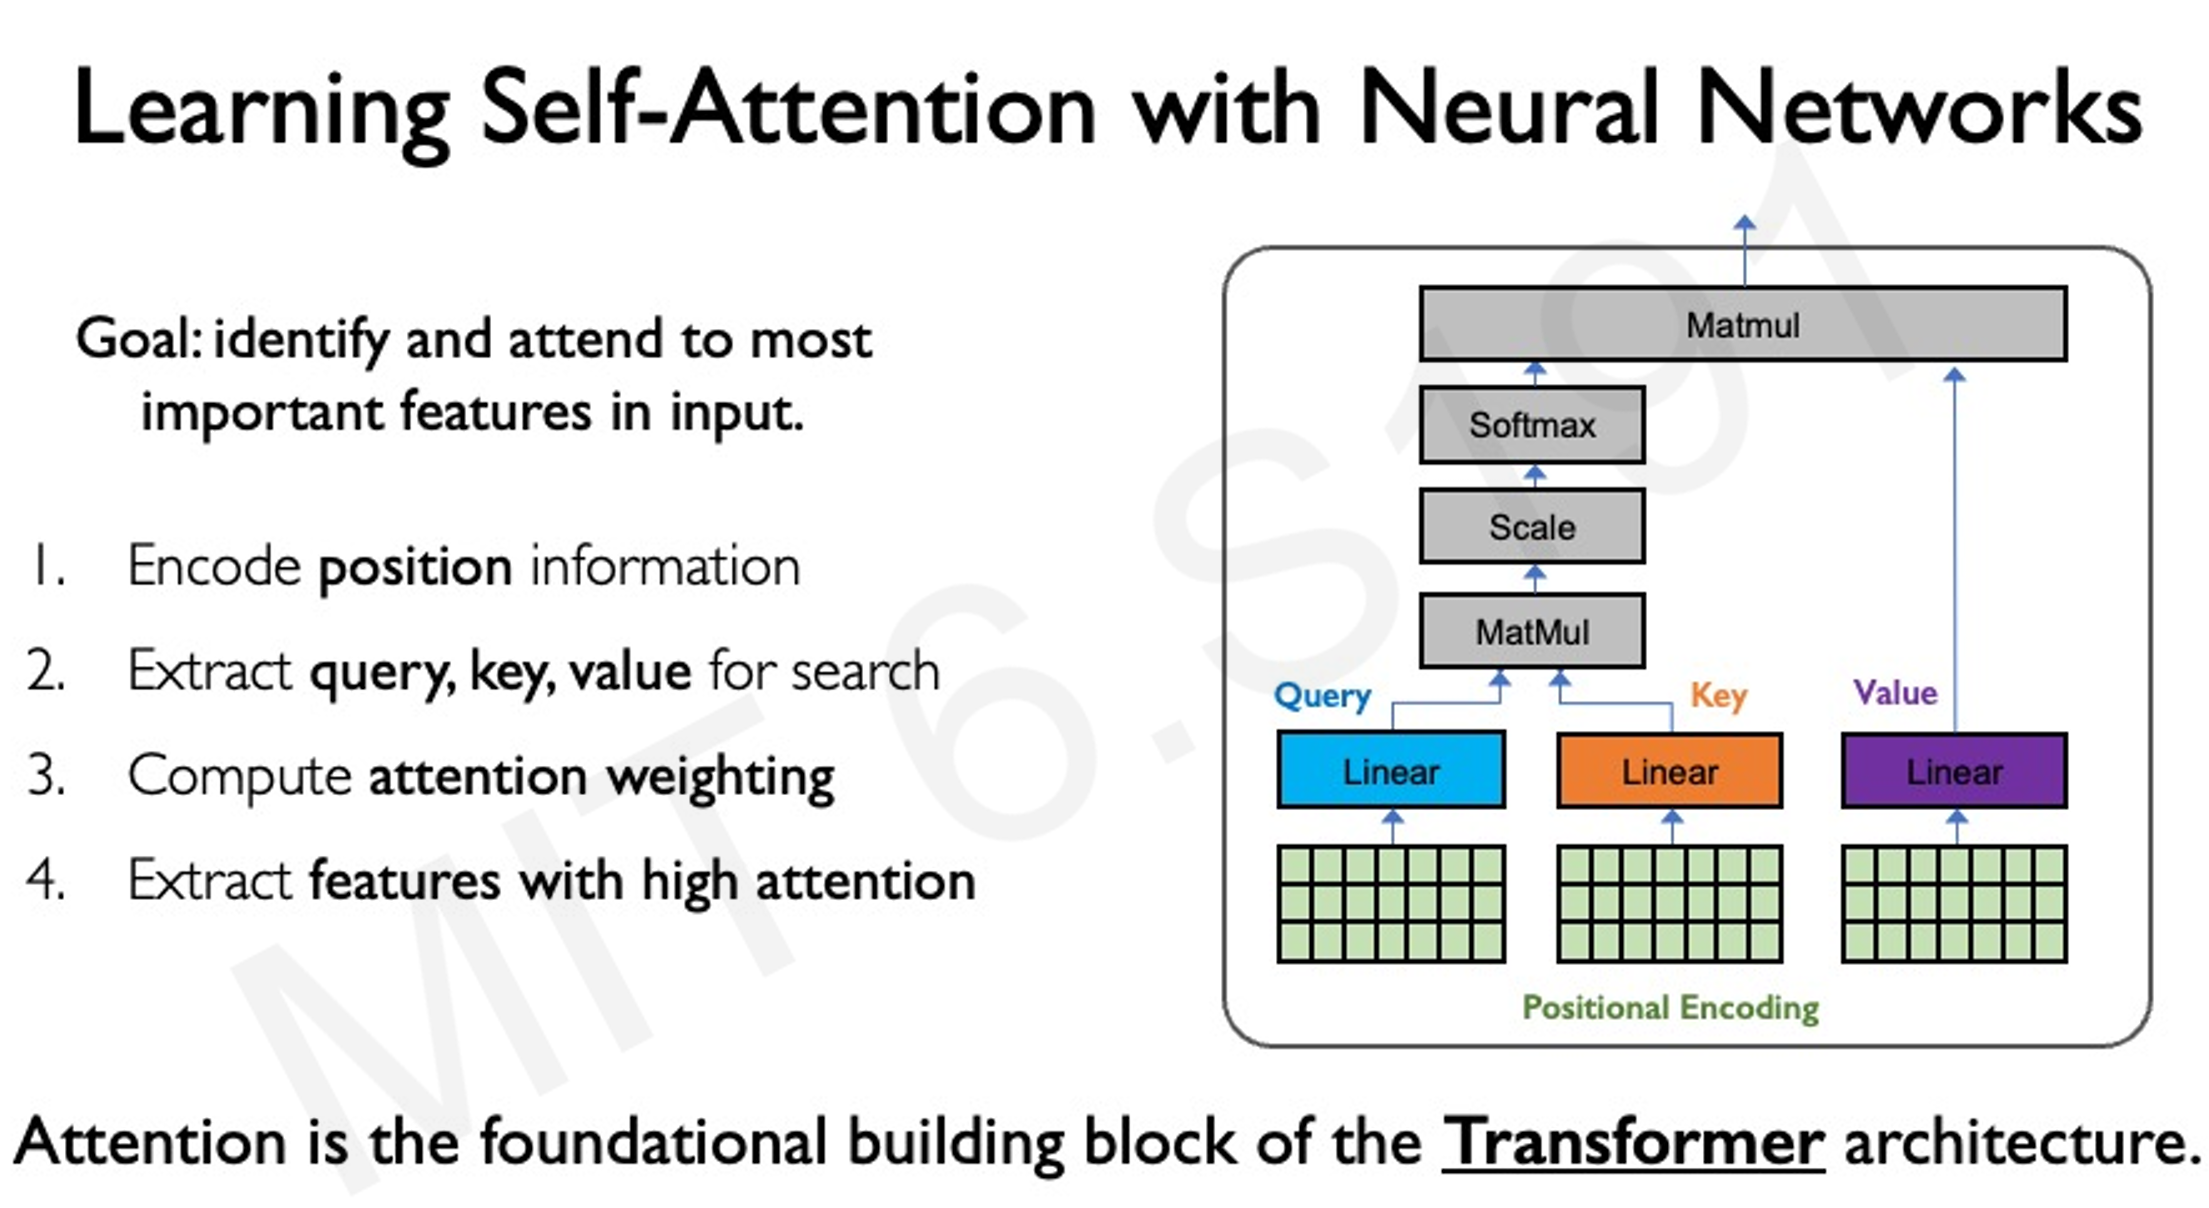 Learning Self-Attention with Neural Networks
Goal: identify and attend to most
important features in input.
1. Encode position information
2. Extract query, key, value for search
3. Compute attention weighting
4. Extract features with high attention
Matmul
Softmax
Scale
MatMul
Query
Key
Value
Linear
Linear
Linear
Positional Encoding
Attention is the foundational building block of the Transformer architecture.
MIT 6.S191